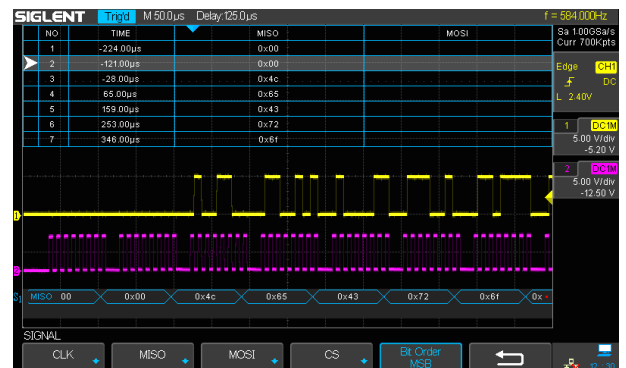 SIGLENT Trig'd M 50.0µs Delay:125.0µs f = 584.000Hz
NO TIME MISO MOSI
1 -224.00µs 0x00
2 -121.00µs 0x00
3 -28.00µs 0x4c
4 65.00µs 0x65
5 159.00µs 0x43
6 253.00µs 0x72
7 346.00µs 0x6f
Sa 1.00GSa/s
Curr 700Kpts
Edge CH1
DC
L 2.40V
1 DC1M
5.00 V/div
-5.20 V
2 DC1M
5.00 V/div
-12.50 V
1
2
S1 MISO 00 0x00 0x4c 0x65 0x43 0x72 0x6f 0x
SIGNAL
CLK MISO MOSI CS Bit Order
MSB